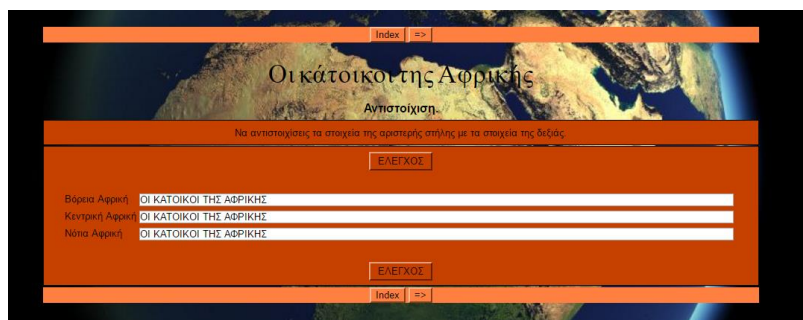 Index =>
Οι κάτοικοι της Αφρικής
Αντιστοίχιση.
Να αντιστοιχίσεις τα στοιχεία της αριστερής στήλης με τα στοιχεία της δεξιάς.
ΕΛΕΓΧΟΣ
Βόρεια Αφρική ΟΙ ΚΑΤΟΙΚΟΙ ΤΗΣ ΑΦΡΙΚΗΣ
Κεντρική Αφρική ΟΙ ΚΑΤΟΙΚΟΙ ΤΗΣ ΑΦΡΙΚΗΣ
Νότια Αφρική ΟΙ ΚΑΤΟΙΚΟΙ ΤΗΣ ΑΦΡΙΚΗΣ
ΕΛΕΓΧΟΣ
Index =>